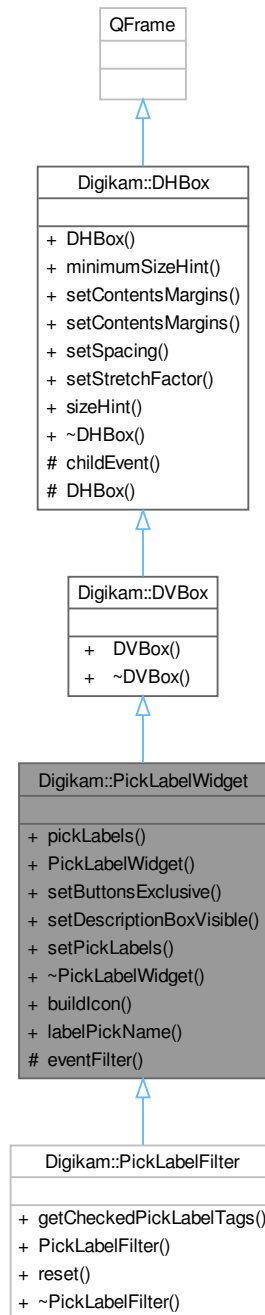 QFrame
Digikam::DHBox
+ DHBox()
+ minimumSizeHint()
+ setContentsMargins()
+ setContentsMargins()
+ setSpacing()
+ setStretchFactor()
+ sizeHint()
+ ~DHBox()
# childEvent()
# DHBox()
Digikam::DVBox
+ DVBox()
+ ~DVBox()
Digikam::PickLabelWidget
+ pickLabels()
+ PickLabelWidget()
+ setButtonsExclusive()
+ setDescriptionBoxVisible()
+ setPickLabels()
+ ~PickLabelWidget()
+ buildIcon()
+ labelPickName()
# eventFilter()
Digikam::PickLabelFilter
+ getCheckedPickLabelTags()
+ PickLabelFilter()
+ reset()
+ ~PickLabelFilter()